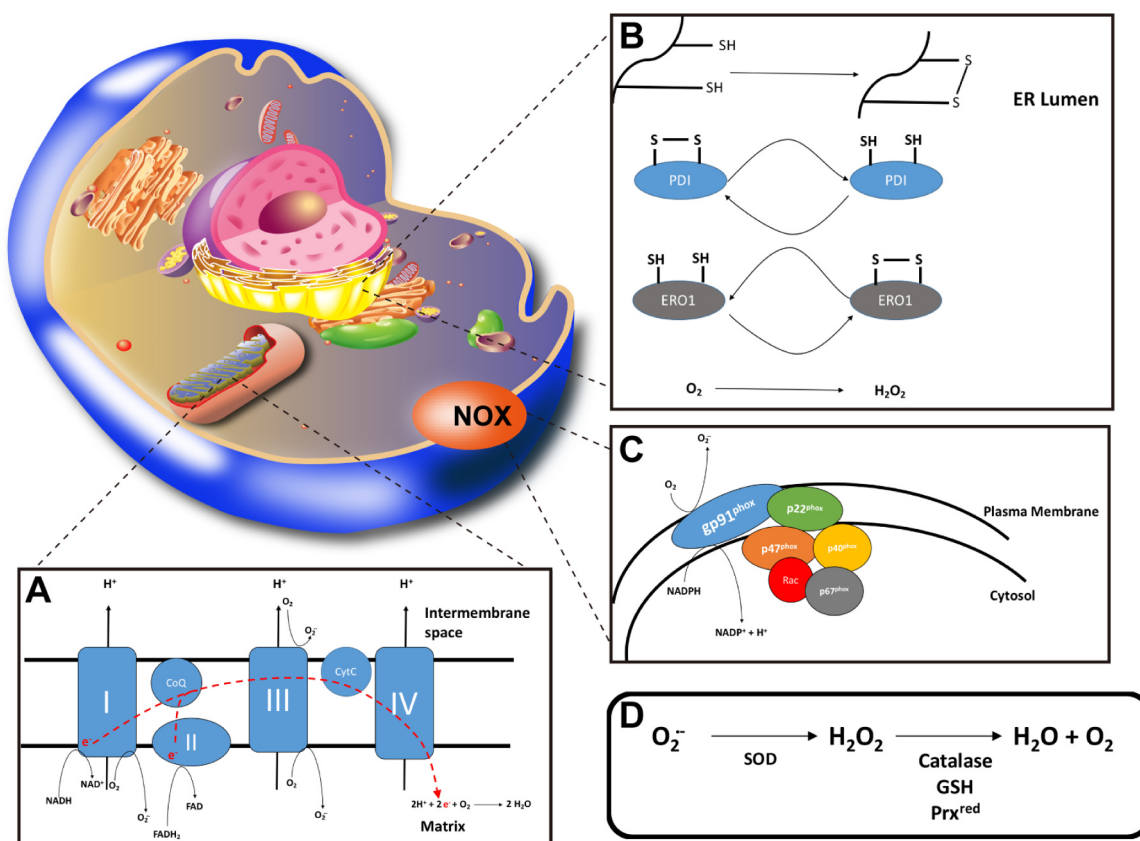 NOX
A
H⁺
H⁺
H⁺
O₂
O₂⁻
Intermembrane
space
I
CoQ
III
CytC
IV
II
e⁻
e⁻
NADH
NAD⁺
O₂
O₂⁻
FADH₂
FAD
O₂
O₂⁻
2H⁺ + 2 e⁻ + O₂ → 2 H₂O
Matrix
B
SH
SH
S
S
ER Lumen
S — S
PDI
SH SH
PDI
SH SH
ERO1
S — S
ERO1
O₂ → H₂O₂
C
O₂⁻
O₂
gp91ᵖʰᵒˣ
p22ᵖʰᵒˣ
p47ᵖʰᵒˣ
p40ᵖʰᵒˣ
Rac
p67ᵖʰᵒˣ
NADPH
NADP⁺ + H⁺
Plasma Membrane
Cytosol
D
O₂·⁻ → H₂O₂ → H₂O + O₂
SOD
Catalase
GSH
Prxʳᵉᵈ